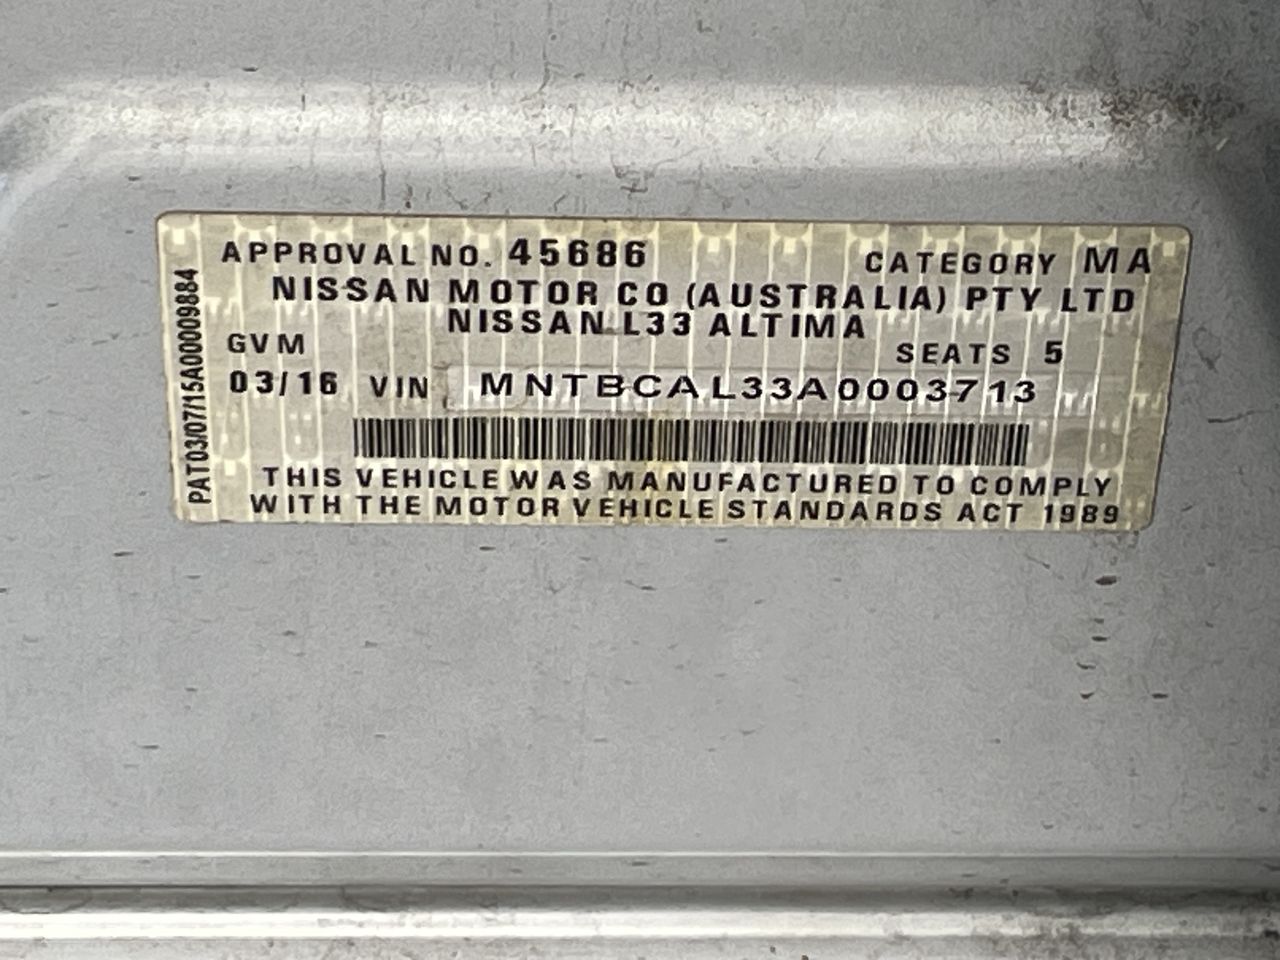 APPROVAL NO. 45686 CATEGORY MA
NISSAN MOTOR CO (AUSTRALIA) PTY LTD
NISSAN L33 ALTIMA
GVM SEATS 5
03/16 VIN MNTBCAL33A0003713
THIS VEHICLE WAS MANUFACTURED TO COMPLY
WITH THE MOTOR VEHICLE STANDARDS ACT 1989
PAT03/07/15A00009884